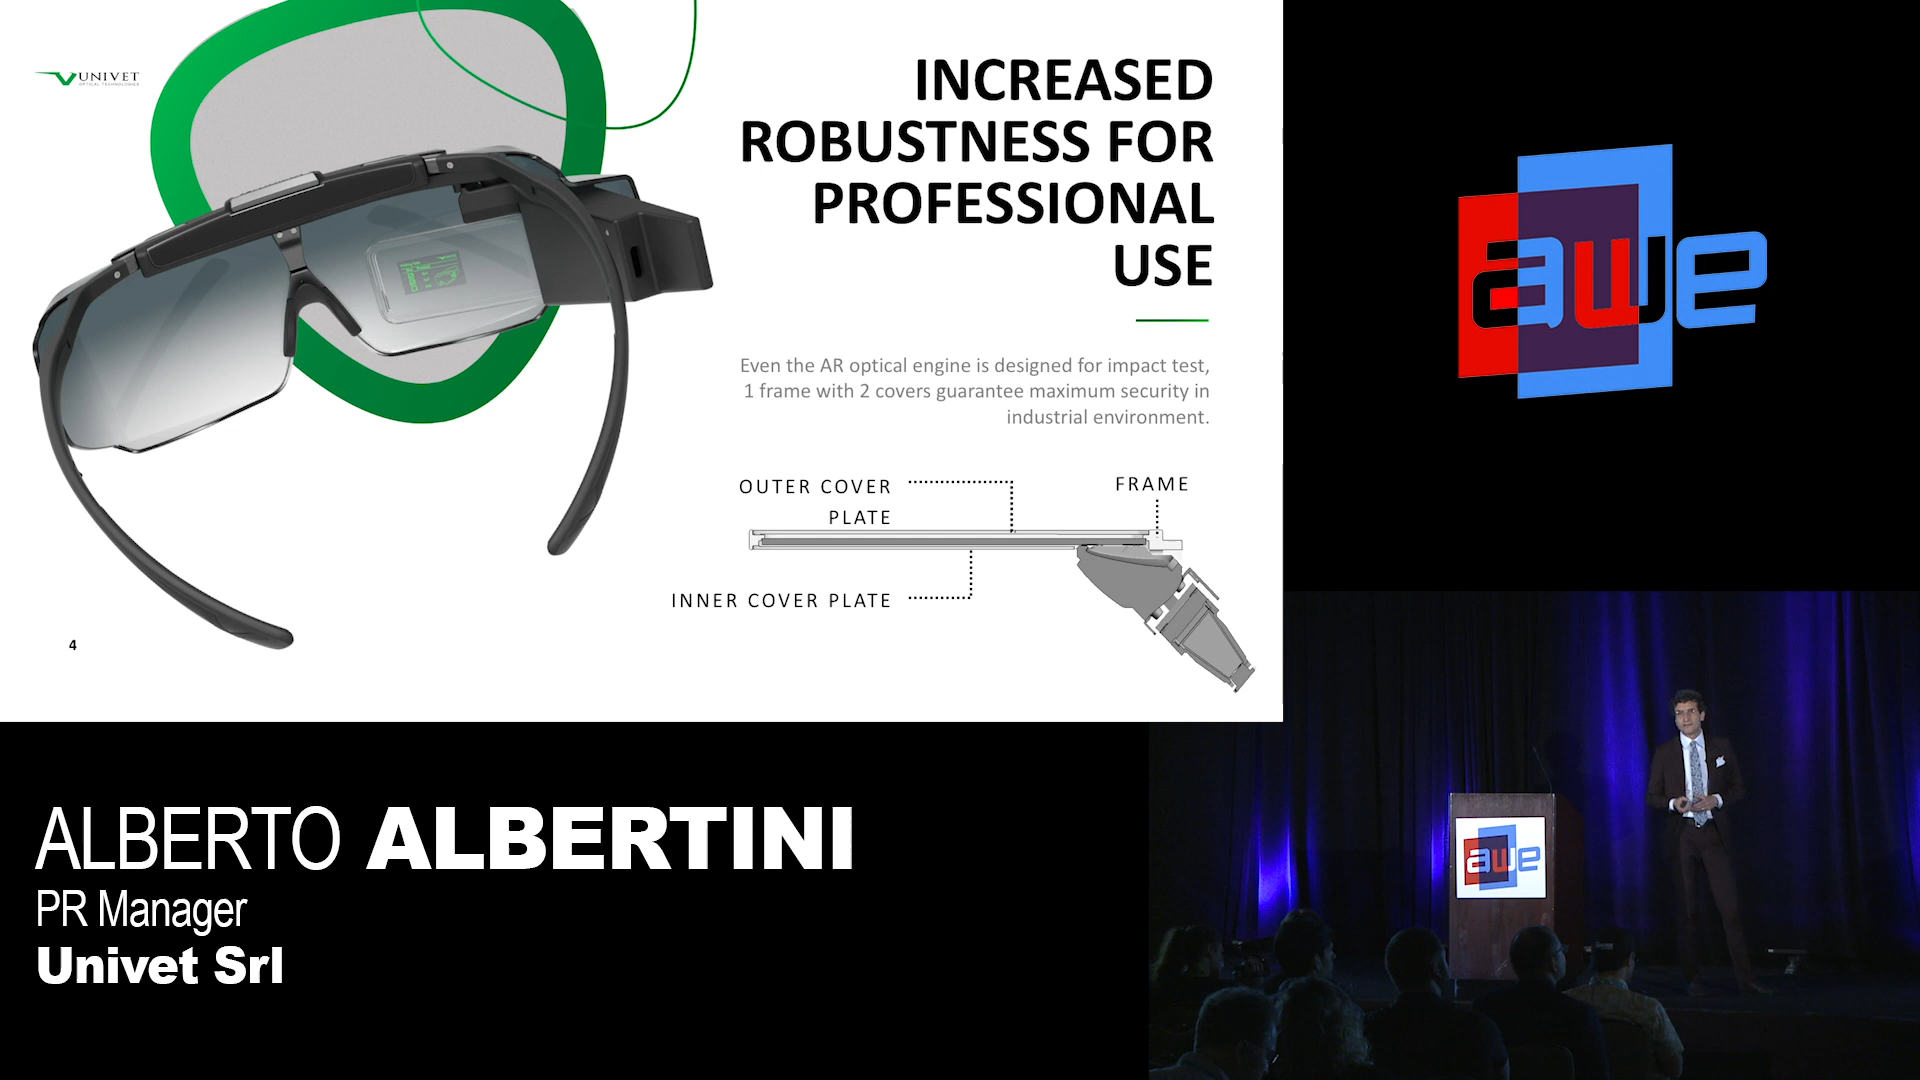 UNIVET
OPTICAL TECHNOLOGIES
INCREASED
ROBUSTNESS FOR
PROFESSIONAL
USE
Even the AR optical engine is designed for impact test,
1 frame with 2 covers guarantee maximum security in
industrial environment.
OUTER COVER
PLATE
FRAME
INNER COVER PLATE
4
awe
awe
ALBERTO ALBERTINI
PR Manager
Univet Srl